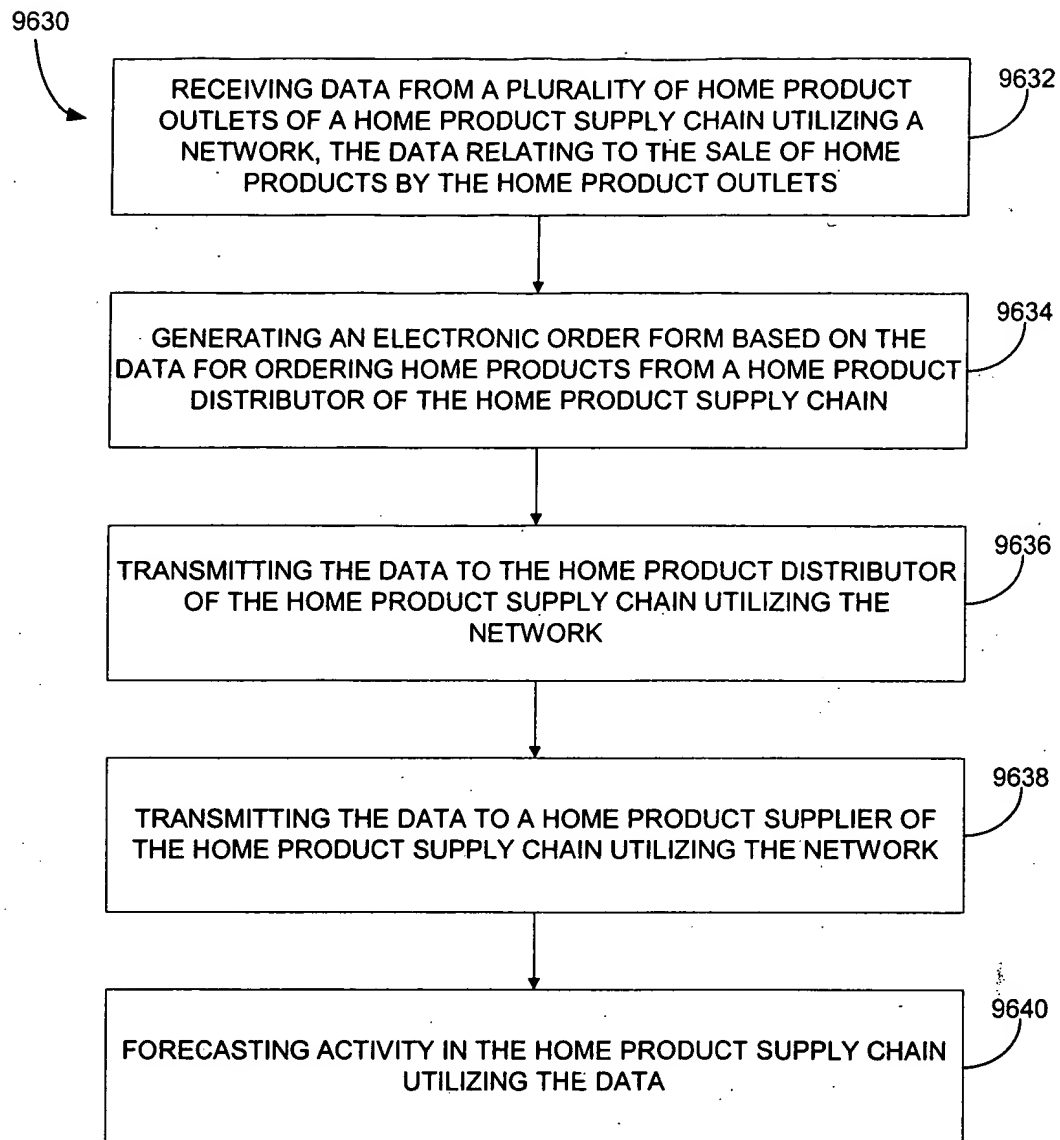 9630
RECEIVING DATA FROM A PLURALITY OF HOME PRODUCT
OUTLETS OF A HOME PRODUCT SUPPLY CHAIN UTILIZING A
NETWORK, THE DATA RELATING TO THE SALE OF HOME
PRODUCTS BY THE HOME PRODUCT OUTLETS
9632
GENERATING AN ELECTRONIC ORDER FORM BASED ON THE
DATA FOR ORDERING HOME PRODUCTS FROM A HOME PRODUCT
DISTRIBUTOR OF THE HOME PRODUCT SUPPLY CHAIN
9634
TRANSMITTING THE DATA TO THE HOME PRODUCT DISTRIBUTOR
OF THE HOME PRODUCT SUPPLY CHAIN UTILIZING THE
NETWORK
9636
TRANSMITTING THE DATA TO A HOME PRODUCT SUPPLIER OF
THE HOME PRODUCT SUPPLY CHAIN UTILIZING THE NETWORK
9638
FORECASTING ACTIVITY IN THE HOME PRODUCT SUPPLY CHAIN
UTILIZING THE DATA
9640